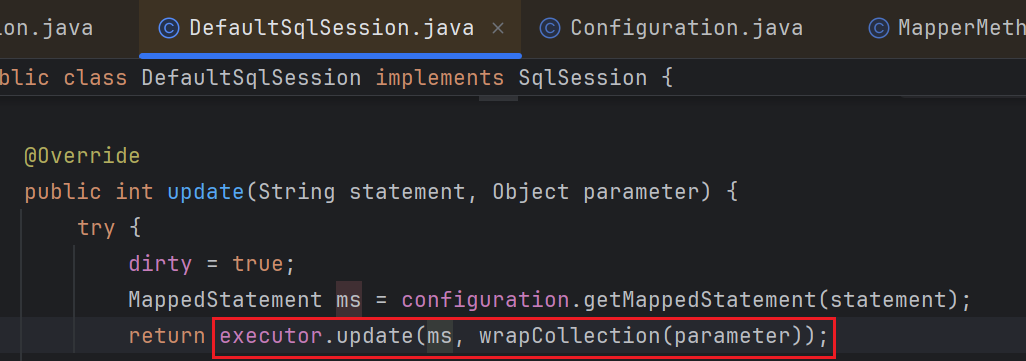 on.java DefaultSqlSession.java × Configuration.java MapperMeth
blic class DefaultSqlSession implements SqlSession {
@Override
public int update(String statement, Object parameter) {
try {
dirty = true;
MappedStatement ms = configuration.getMappedStatement(statement);
return executor.update(ms, wrapCollection(parameter));